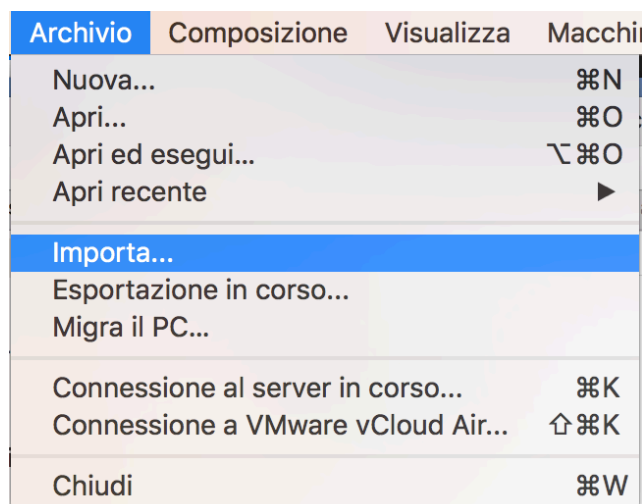 Archivio Composizione Visualizza Macchi
Nuova... ⌘N
Apri... ⌘O
Apri ed esegui... ⌥⌘O
Apri recente ▶
Importa...
Esportazione in corso...
Migra il PC...
Connessione al server in corso... ⌘K
Connessione a VMware vCloud Air... ⇧⌘K
Chiudi ⌘W